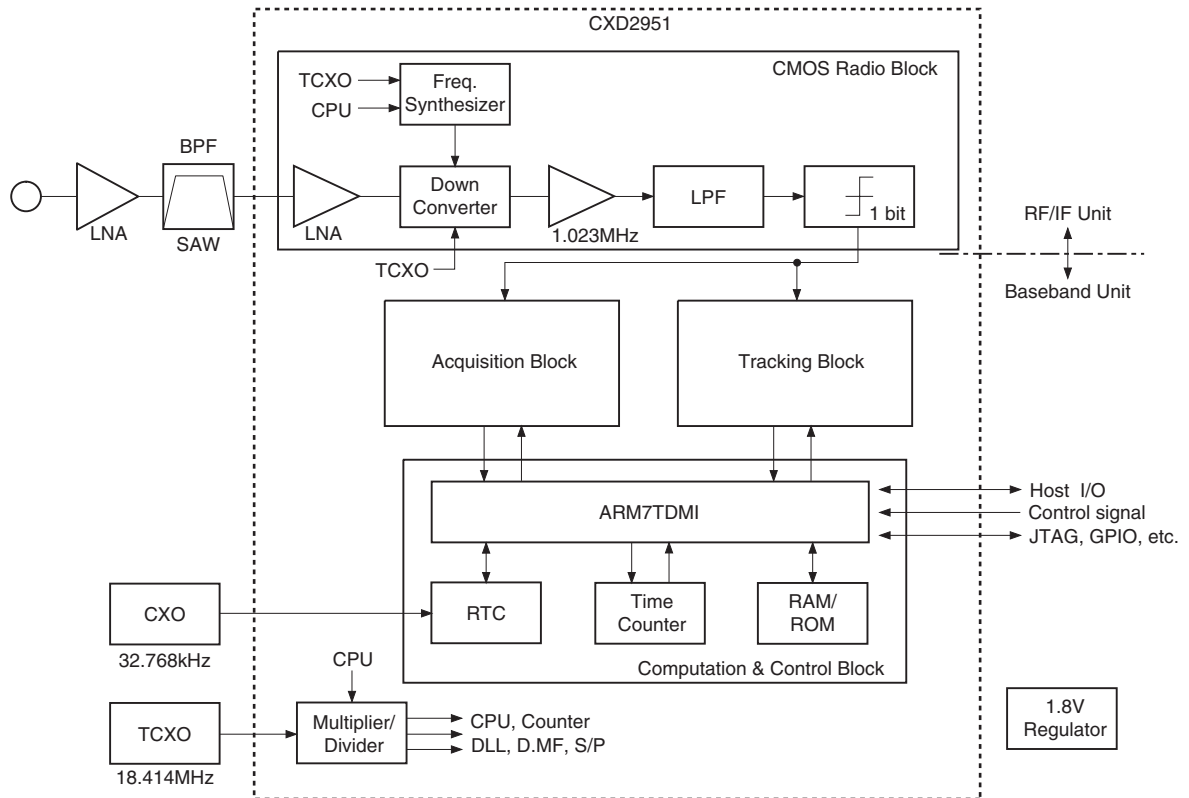 CXD2951
CMOS Radio Block
TCXO
CPU
Freq.
Synthesizer
BPF
LNA
SAW
LNA
Down
Converter
TCXO
1.023MHz
LPF
1 bit
RF/IF Unit
Baseband Unit
Acquisition Block
Tracking Block
ARM7TDMI
Host I/O
Control signal
JTAG, GPIO, etc.
CXO
32.768kHz
RTC
Time
Counter
RAM/
ROM
Computation & Control Block
CPU
TCXO
18.414MHz
Multiplier/
Divider
CPU, Counter
DLL, D.MF, S/P
1.8V
Regulator